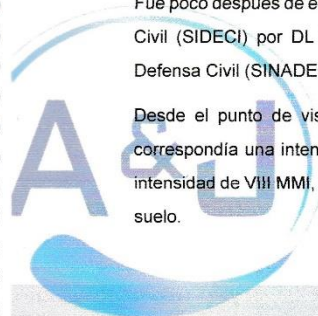 Fue poco después de e
Civil (SIDECI) por DL
Defensa Civil (SINADE
Desde el punto de vis
correspondía una inten
intensidad de VIII MMI,
suelo.
A&J